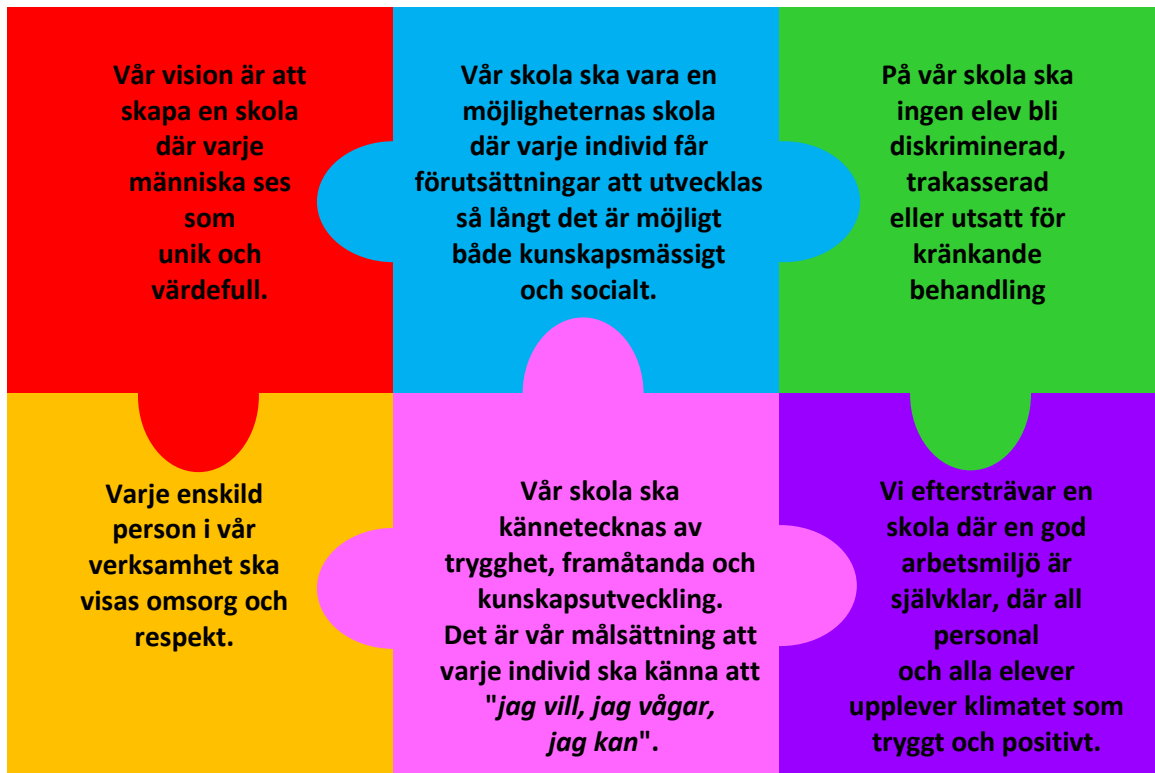 Vår vision är att
skapa en skola
där varje
människa ses
som
unik och
värdefull.
Vår skola ska vara en
möjligheternas skola
där varje individ får
förutsättningar att utvecklas
så långt det är möjligt
både kunskapsmässigt
och socialt.
På vår skola ska
ingen elev bli
diskriminerad,
trakasserad
eller utsatt för
kränkande
behandling
Varje enskild
person i vår
verksamhet ska
visas omsorg och
respekt.
Vår skola ska
kännetecknas av
trygghet, framåtanda och
kunskapsutveckling.
Det är vår målsättning att
varje individ ska känna att
"jag vill, jag vågar,
jag kan".
Vi eftersträvar en
skola där en god
arbetsmiljö är
självklar, där all
personal
och alla elever
upplever klimatet som
tryggt och positivt.